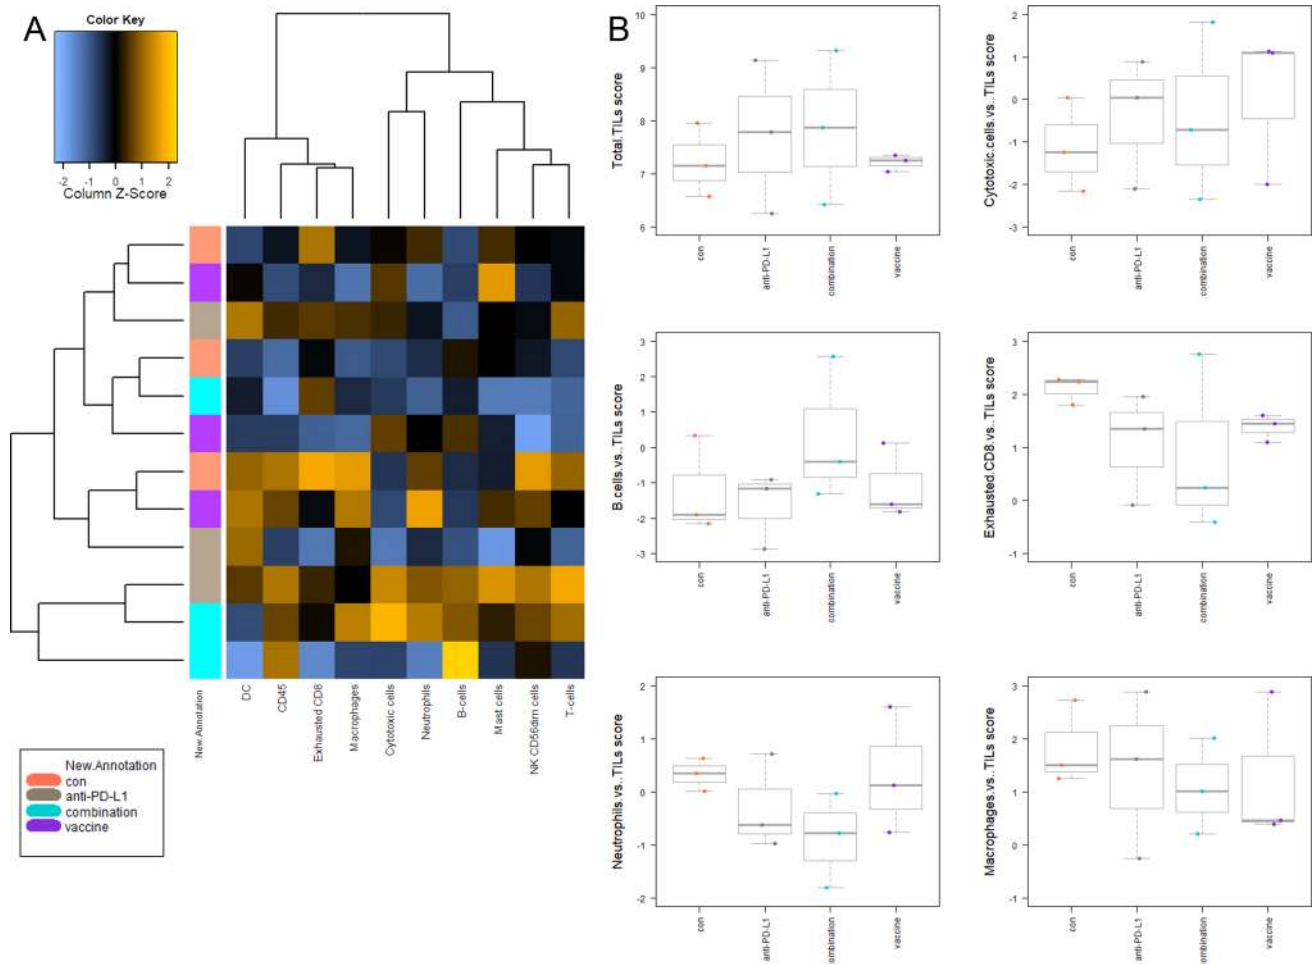 A
Color Key
-2 -1 0 1 2
Column Z-Score
New.Annotation
DC
CD45
Exhausted CD8
Macrophages
Cytotoxic cells
Neutrophils
B-cells
Mast cells
NK CD56dim cells
T-cells
New.Annotation
con
anti-PD-L1
combination
vaccine
B
Total.TILs score
10
9
8
7
6
con
anti-PD-L1
combination
vaccine
Cytotoxic.cells.vs..TILs score
2
1
0
-1
-2
-3
con
anti-PD-L1
combination
vaccine
B.cells.vs..TILs score
3
2
1
0
-1
-2
-3
con
anti-PD-L1
combination
vaccine
Exhausted.CD8.vs..TILs score
3
2
1
0
-1
con
anti-PD-L1
combination
vaccine
Neutrophils.vs..TILs score
2
1
0
-1
-2
con
anti-PD-L1
combination
vaccine
Macrophages.vs..TILs score
3
2
1
0
-1
con
anti-PD-L1
combination
vaccine